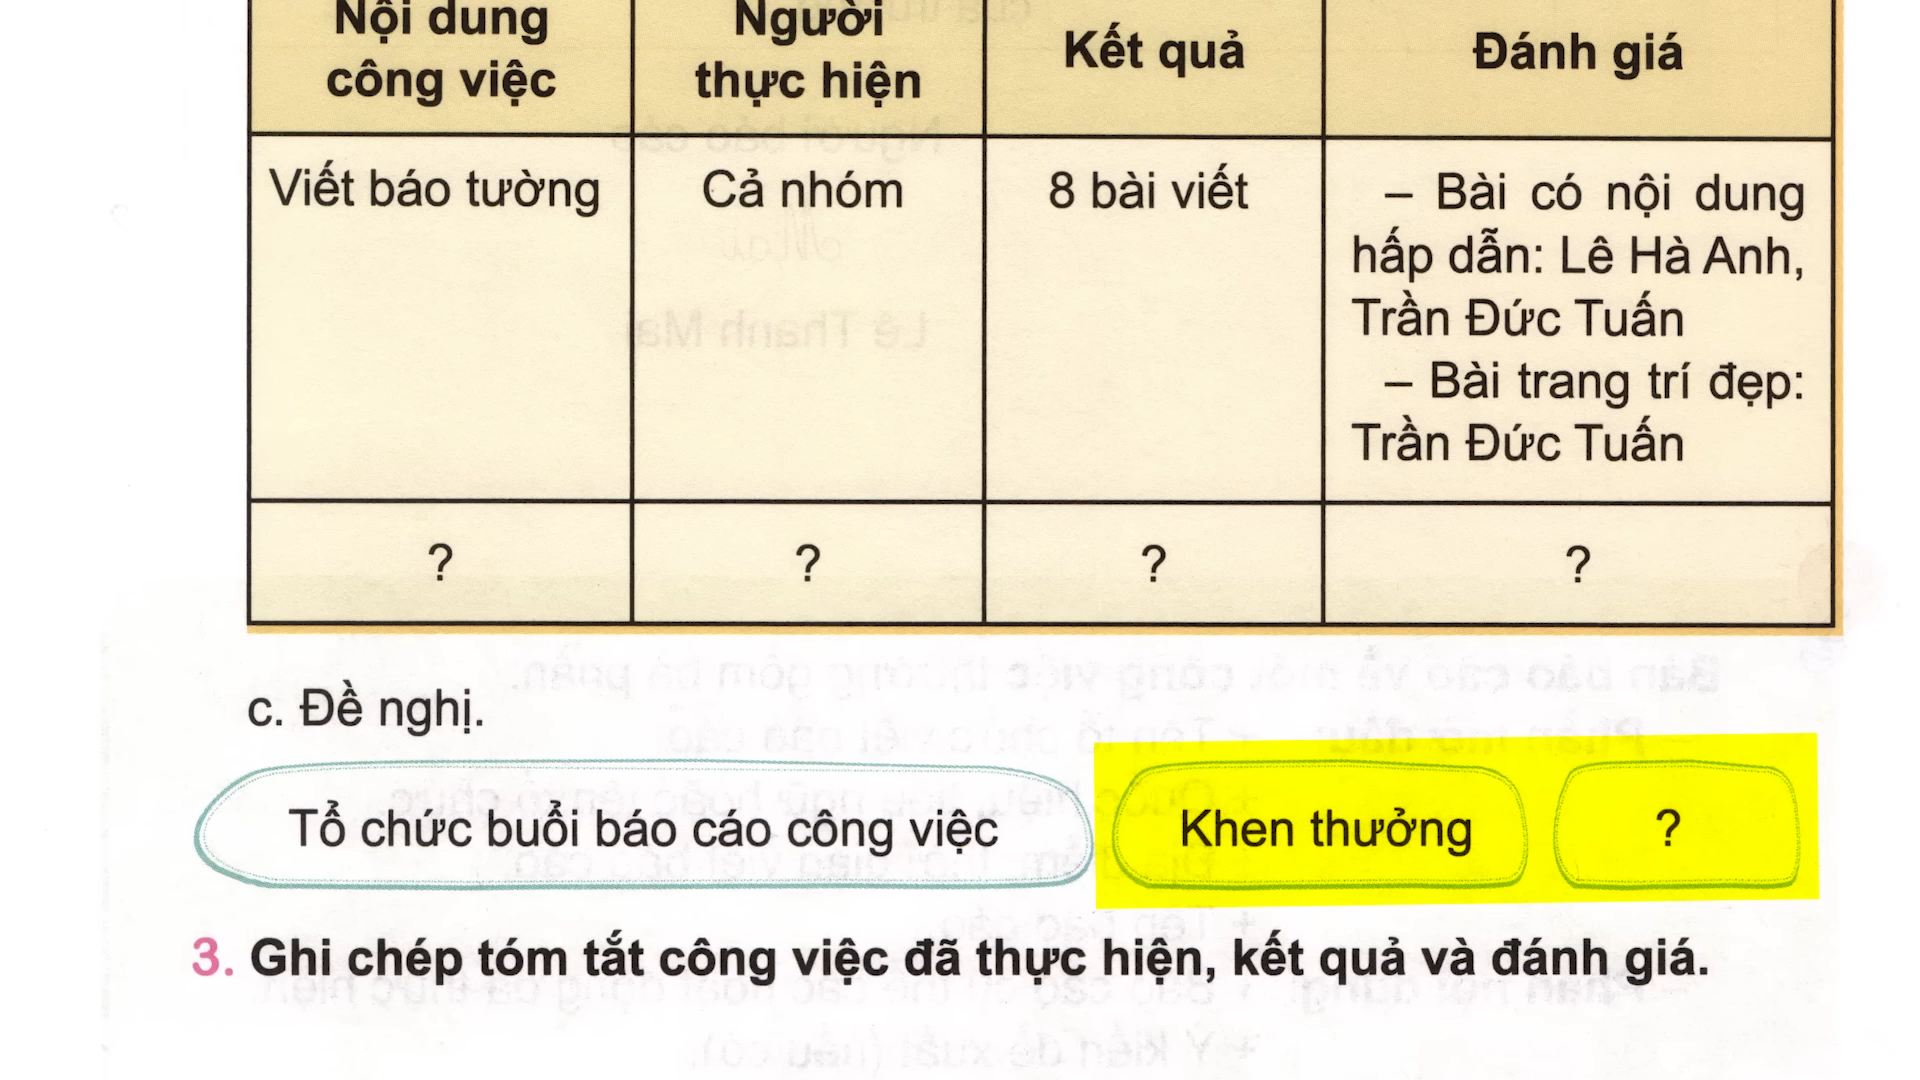 Nội dung
công việc
Người
thực hiện
Kết quả
Đánh giá
Viết báo tường
Cả nhóm
8 bài viết
– Bài có nội dung
hấp dẫn: Lê Hà Anh,
Trần Đức Tuấn
– Bài trang trí đẹp:
Trần Đức Tuấn
?
?
?
?
c. Đề nghị.
Tổ chức buổi báo cáo công việc
Khen thưởng
?
3. Ghi chép tóm tắt công việc đã thực hiện, kết quả và đánh giá.